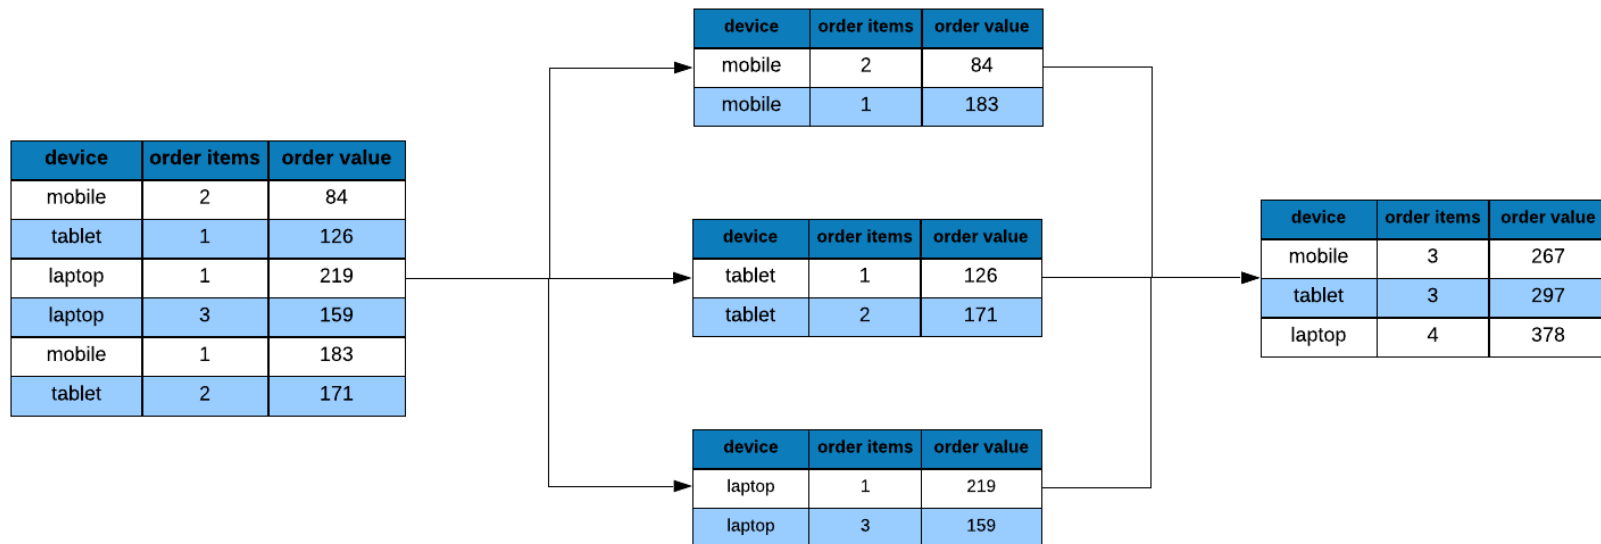 device order items order value
mobile 2 84
tablet 1 126
laptop 1 219
laptop 3 159
mobile 1 183
tablet 2 171
device order items order value
mobile 2 84
mobile 1 183
device order items order value
tablet 1 126
tablet 2 171
device order items order value
laptop 1 219
laptop 3 159
device order items order value
mobile 3 267
tablet 3 297
laptop 4 378